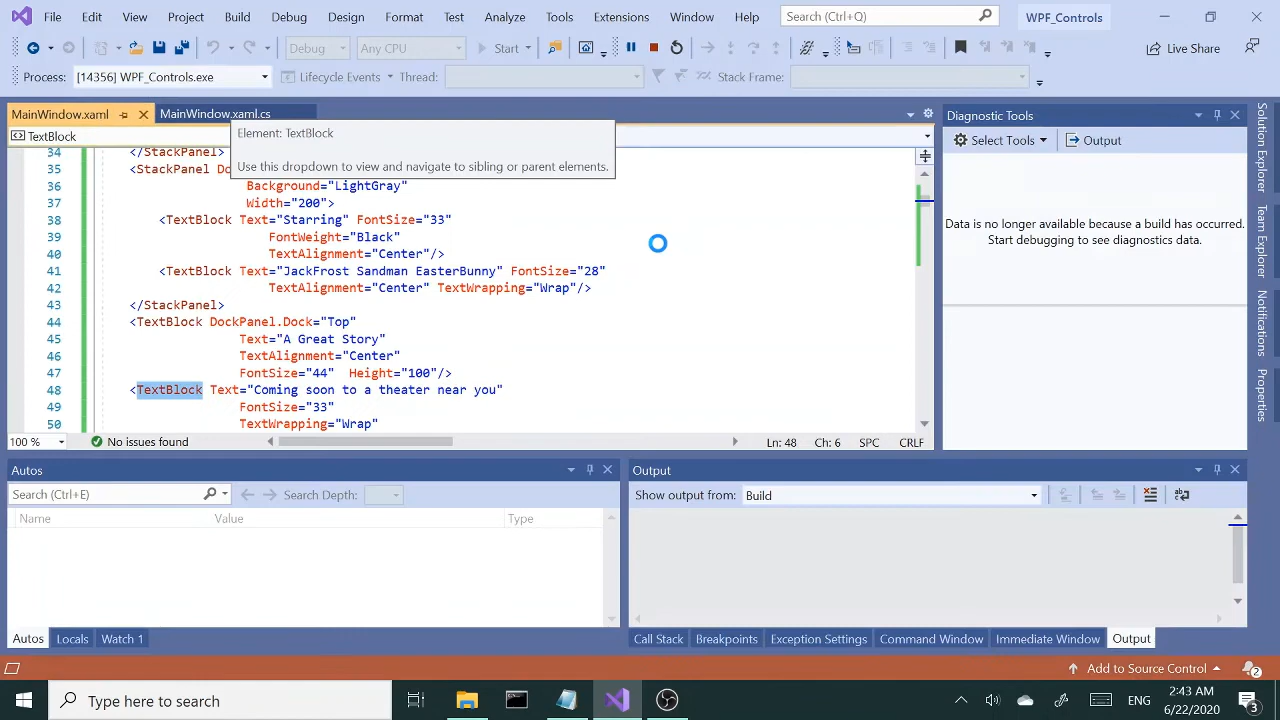 File Edit View Project Build Debug Design Format Test Analyze Tools Extensions Window Help Search (Ctrl+Q) WPF_Controls
Debug Any CPU Start Live Share
Process: [14356] WPF_Controls.exe Lifecycle Events Thread: Stack Frame:
MainWindow.xaml MainWindow.xaml.cs
TextBlock
Element: TextBlock
Use this dropdown to view and navigate to sibling or parent elements.
34 </StackPanel>
35 <StackPanel Do
36 Background="LightGray"
37 Width="200">
38 <TextBlock Text="Starring" FontSize="33"
39 FontWeight="Black"
40 TextAlignment="Center"/>
41 <TextBlock Text="JackFrost Sandman EasterBunny" FontSize="28"
42 TextAlignment="Center" TextWrapping="Wrap"/>
43 </StackPanel>
44 <TextBlock DockPanel.Dock="Top"
45 Text="A Great Story"
46 TextAlignment="Center"
47 FontSize="44" Height="100"/>
48 <TextBlock Text="Coming soon to a theater near you"
49 FontSize="33"
50 TextWrapping="Wrap"
100 % No issues found Ln: 48 Ch: 6 SPC CRLF
Diagnostic Tools
Select Tools Output
Data is no longer available because a build has occurred.
Start debugging to see diagnostics data.
Solution Explorer
Team Explorer
Notifications
Properties
Autos
Search (Ctrl+E) Search Depth:
Name Value Type
Autos Locals Watch 1
Output
Show output from: Build
Call Stack Breakpoints Exception Settings Command Window Immediate Window Output
Add to Source Control 2
Type here to search
ENG
2:43 AM
6/22/2020
3